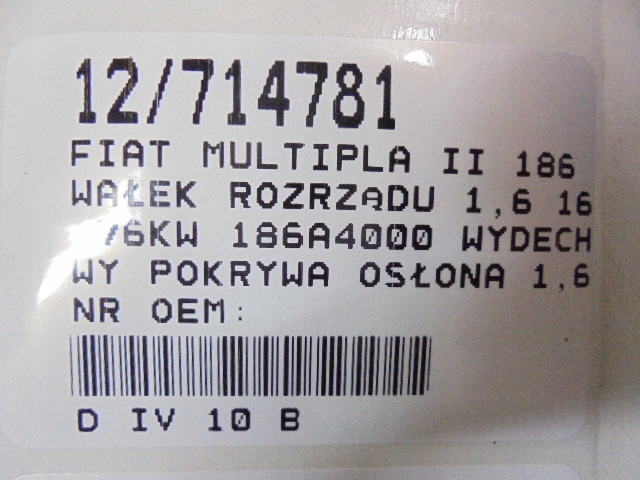 12/714781
FIAT MULTIPLA II 186
WAŁEK ROZRZĄDU 1,6 16
76KW 186A4000 WYDECH
WY POKRYWA OSŁONA 1,6
NR OEM:
D IV 10 B